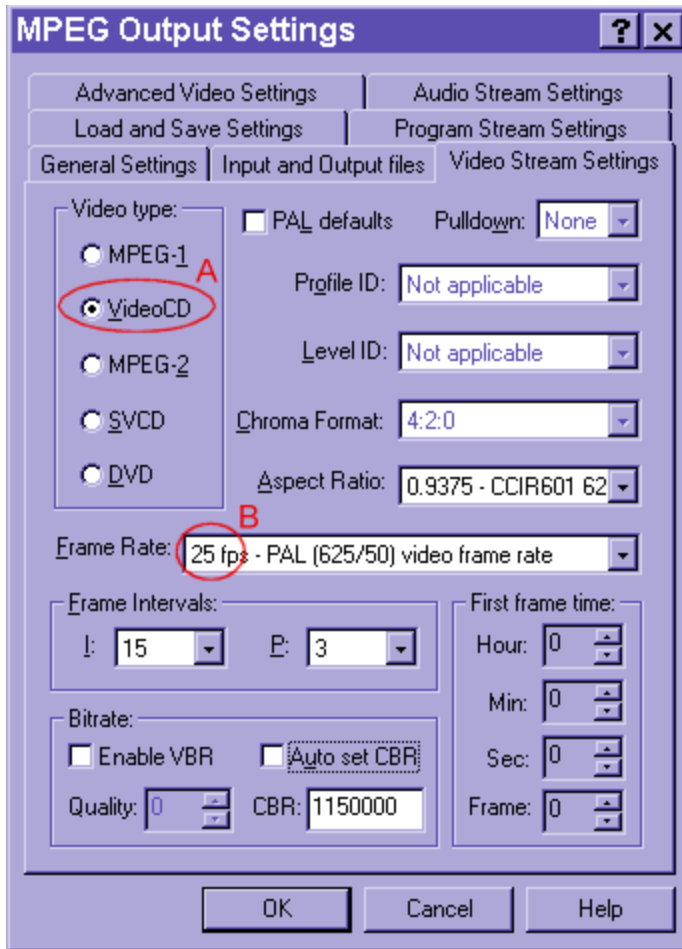 MPEG Output Settings
Advanced Video Settings
Audio Stream Settings
Load and Save Settings
Program Stream Settings
General Settings
Input and Output files
Video Stream Settings
Video type:
PAL defaults
Pulldown: None
MPEG-1
A
VideoCD
MPEG-2
SVCD
DVD
Profile ID: Not applicable
Level ID: Not applicable
Chroma Format: 4:2:0
Aspect Ratio: 0.9375 - CCIR601 62
B
Frame Rate: 25 fps - PAL (625/50) video frame rate
Frame Intervals:
I: 15
P: 3
First frame time:
Hour: 0
Min: 0
Sec: 0
Frame: 0
Bitrate:
Enable VBR
Auto set CBR
Quality: 0
CBR: 1150000
OK
Cancel
Help